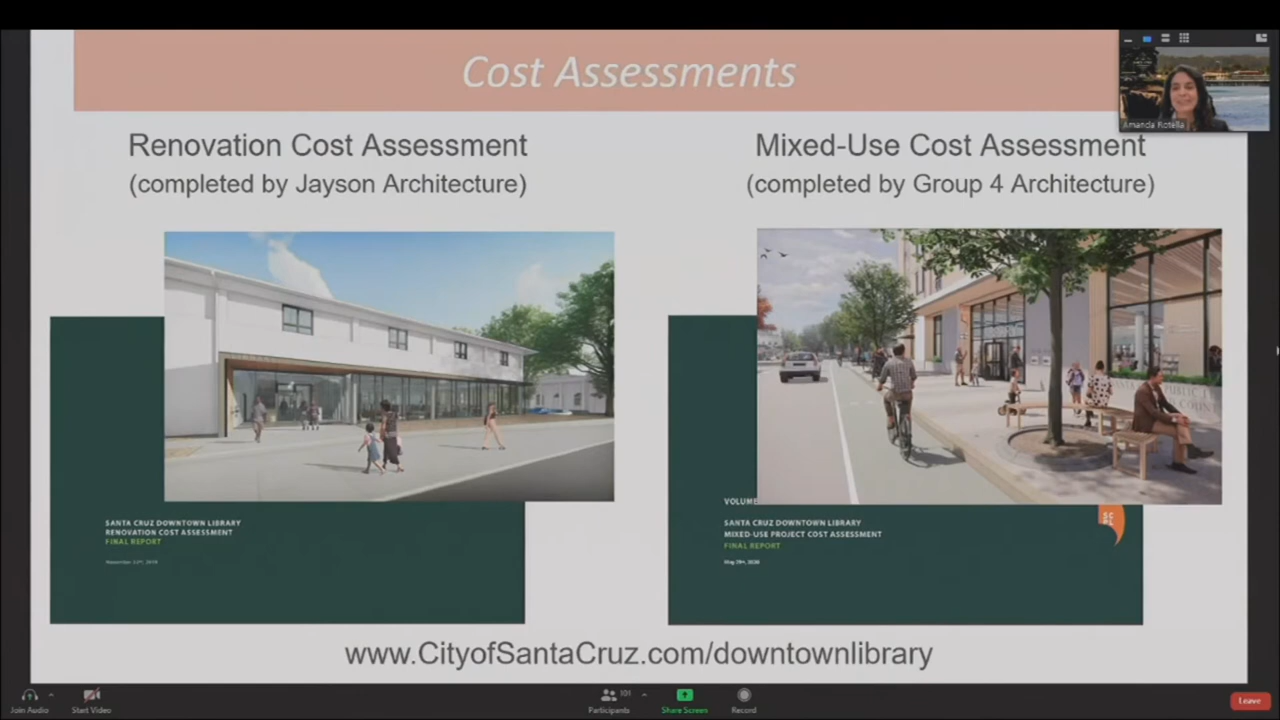 Cost Assessments
Amanda Rotella
Renovation Cost Assessment
(completed by Jayson Architecture)
Mixed-Use Cost Assessment
(completed by Group 4 Architecture)
SANTA CRUZ DOWNTOWN LIBRARY
RENOVATION COST ASSESSMENT
FINAL REPORT
VOLUME
SANTA CRUZ DOWNTOWN LIBRARY
MIXED-USE PROJECT COST ASSESSMENT
FINAL REPORT
www.CityofSantaCruz.com/downtownlibrary
Join Audio
Start Video
Participants
101
Share Screen
Record
Leave